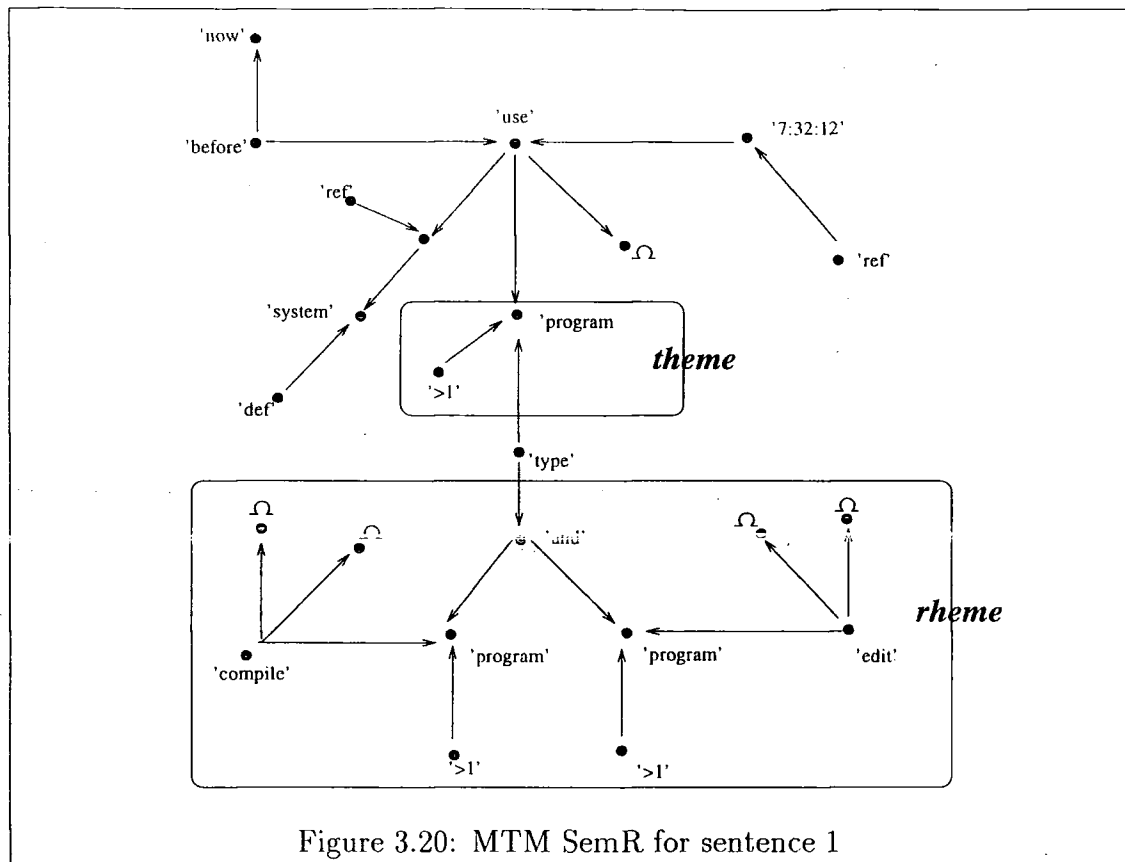 'now'
'use'
'7:32:12'
'before'
'ref'
Ω
'ref'
'system'
'program
theme
'>1'
'def'
'type'
Ω
Ω
Ω
Ω
'and'
rheme
'program'
'program'
'edit'
'compile'
'>1'
'>1'
Figure 3.20: MTM SemR for sentence 1